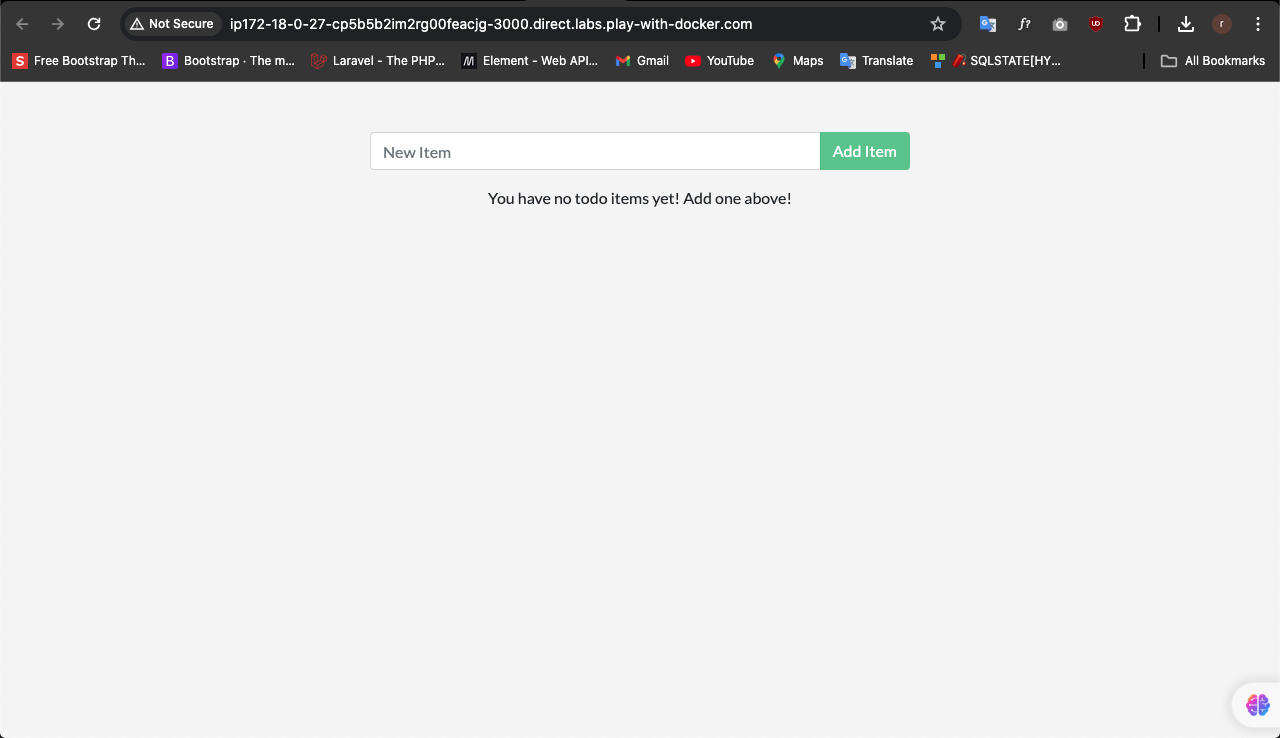 Not Secure ip172-18-0-27-cp5b5b2im2rg00feacjg-3000.direct.labs.play-with-docker.com f? UD r
S Free Bootstrap Th... B Bootstrap · The m... Laravel - The PHP... M Element - Web API... Gmail YouTube Maps Translate SQLSTATE[HY... All Bookmarks
New Item Add Item
You have no todo items yet! Add one above!